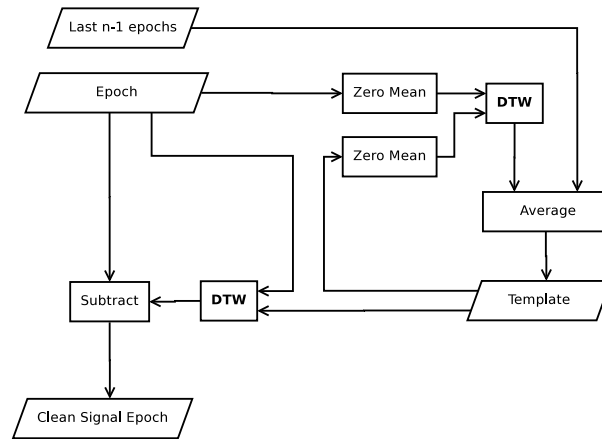 Last n-1 epochs
Epoch
Zero Mean
DTW
Zero Mean
Average
Subtract
DTW
Template
Clean Signal Epoch